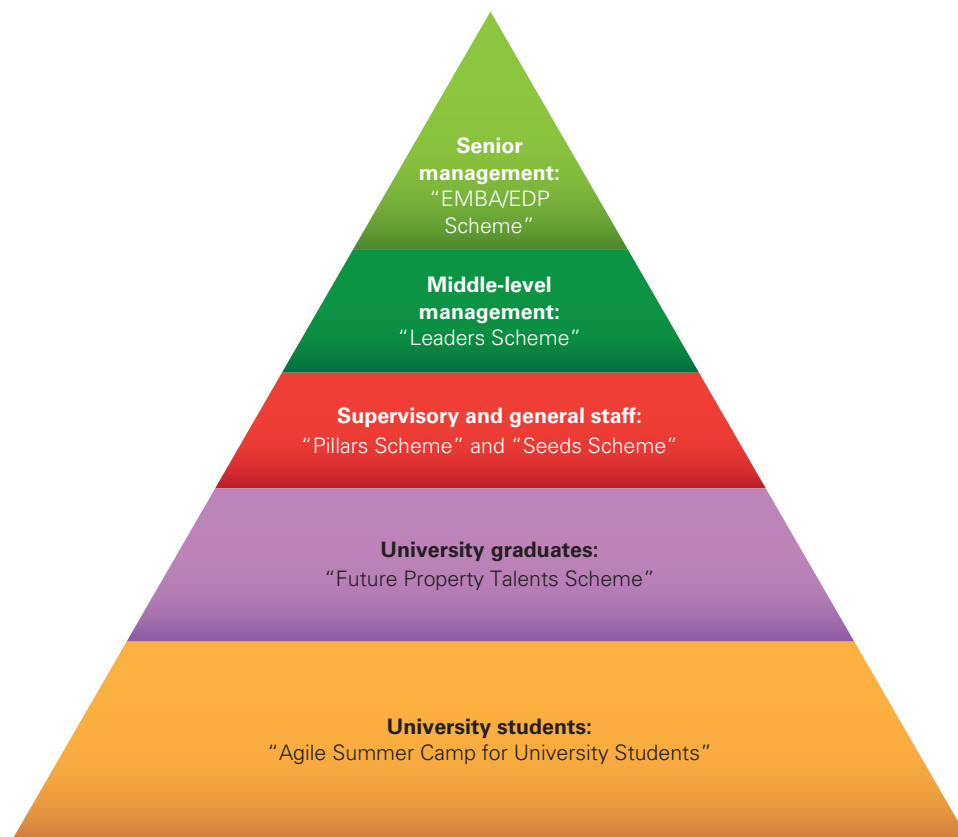 Senior
management:
“EMBA/EDP
Scheme”
Middle-level
management:
“Leaders Scheme”
Supervisory and general staff:
“Pillars Scheme” and “Seeds Scheme”
University graduates:
“Future Property Talents Scheme”
University students:
“Agile Summer Camp for University Students”